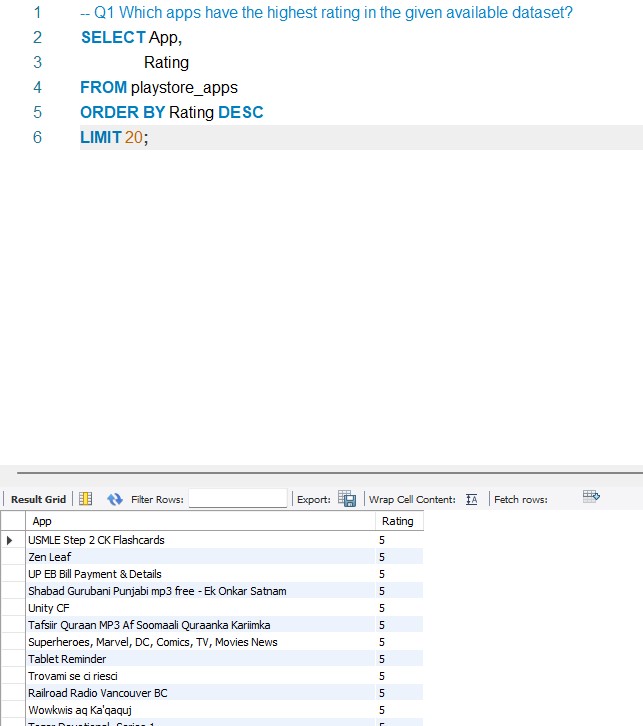 1 -- Q1 Which apps have the highest rating in the given available dataset?
2 SELECT App,
3 Rating
4 FROM playstore_apps
5 ORDER BY Rating DESC
6 LIMIT 20;
Result Grid Filter Rows: Export: Wrap Cell Content: Fetch rows:
App Rating
USMLE Step 2 CK Flashcards 5
Zen Leaf 5
UP EB Bill Payment & Details 5
Shabad Gurubani Punjabi mp3 free - Ek Onkar Satnam 5
Unity CF 5
Tafsiir Quraan MP3 Af Soomaali Quraanka Kariimka 5
Superheroes, Marvel, DC, Comics, TV, Movies News 5
Tablet Reminder 5
Trovami se ci riesci 5
Railroad Radio Vancouver BC 5
Wowkwis aq Ka'qaquj 5